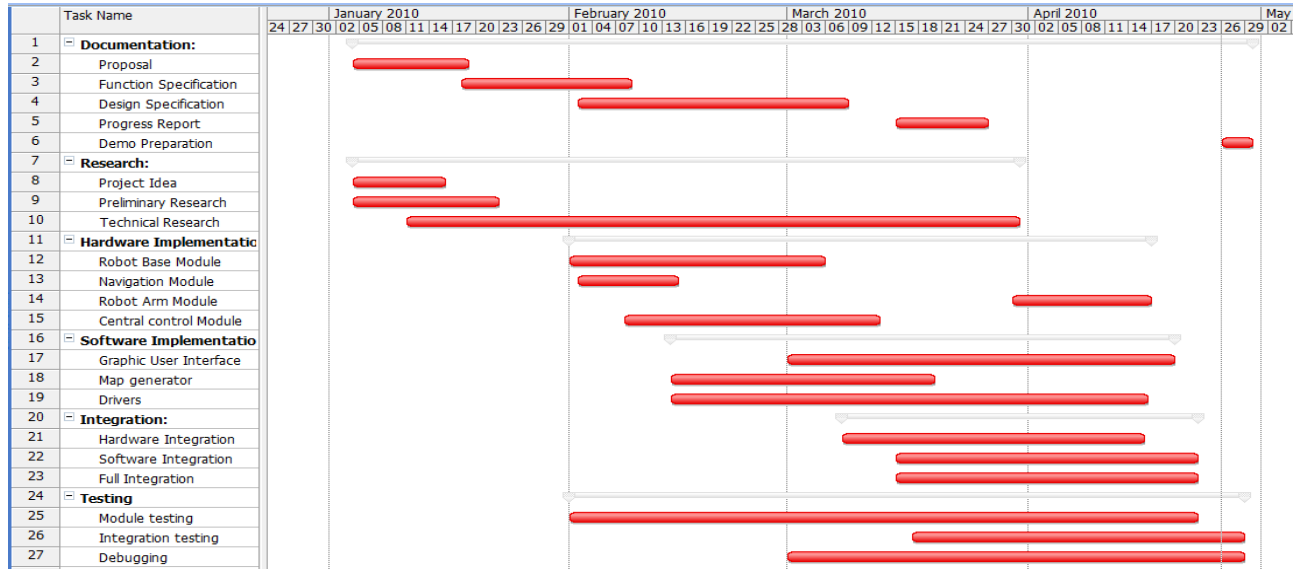 Task Name
January 2010 February 2010 March 2010 April 2010 May
24 27 30 02 05 08 11 14 17 20 23 26 29 01 04 07 10 13 16 19 22 25 28 03 06 09 12 15 18 21 24 27 30 02 05 08 11 14 17 20 23 26 29 02
1 Documentation:
2 Proposal
3 Function Specification
4 Design Specification
5 Progress Report
6 Demo Preparation
7 Research:
8 Project Idea
9 Preliminary Research
10 Technical Research
11 Hardware Implementatic
12 Robot Base Module
13 Navigation Module
14 Robot Arm Module
15 Central control Module
16 Software Implementatio
17 Graphic User Interface
18 Map generator
19 Drivers
20 Integration:
21 Hardware Integration
22 Software Integration
23 Full Integration
24 Testing
25 Module testing
26 Integration testing
27 Debugging